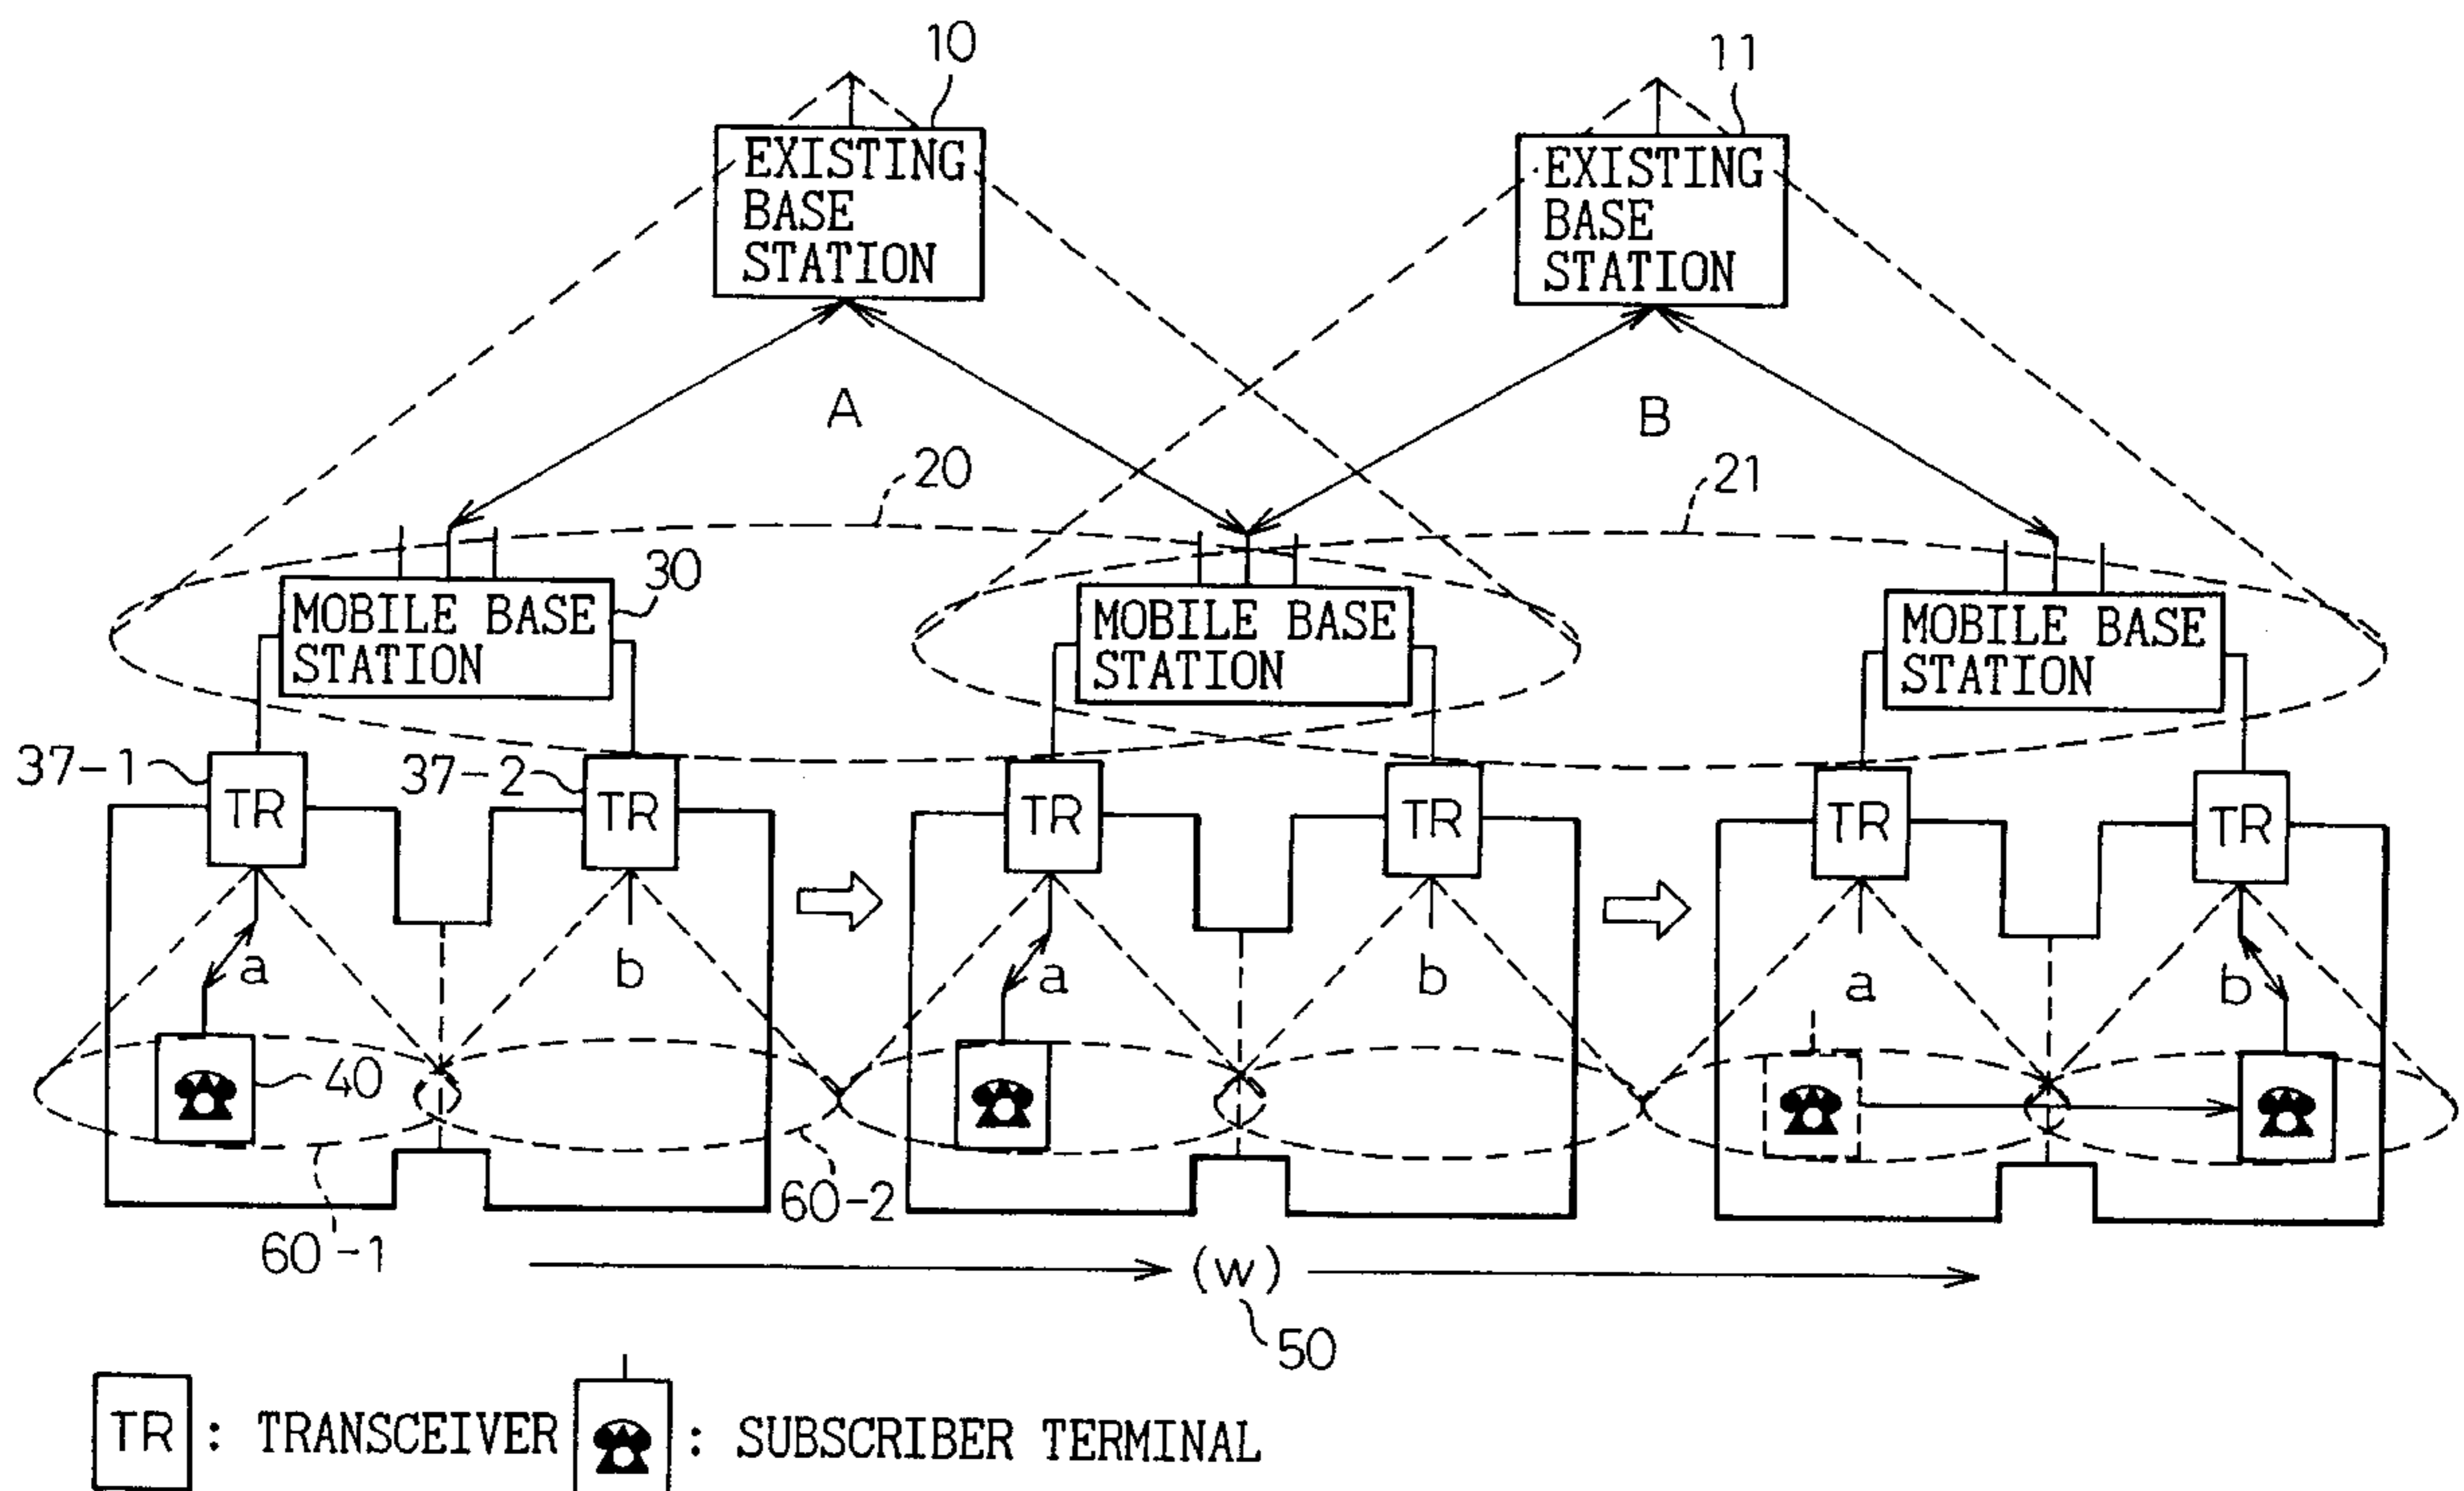 10
11
EXISTING
BASE
STATION
EXISTING
BASE
STATION
A
B
20
21
30
MOBILE BASE
STATION
MOBILE BASE
STATION
MOBILE BASE
STATION
37-1
37-2
TR
TR
TR
TR
TR
TR
a
b
a
b
a
b
40
60-1
60-2
(w)
50
TR : TRANSCEIVER
: SUBSCRIBER TERMINAL